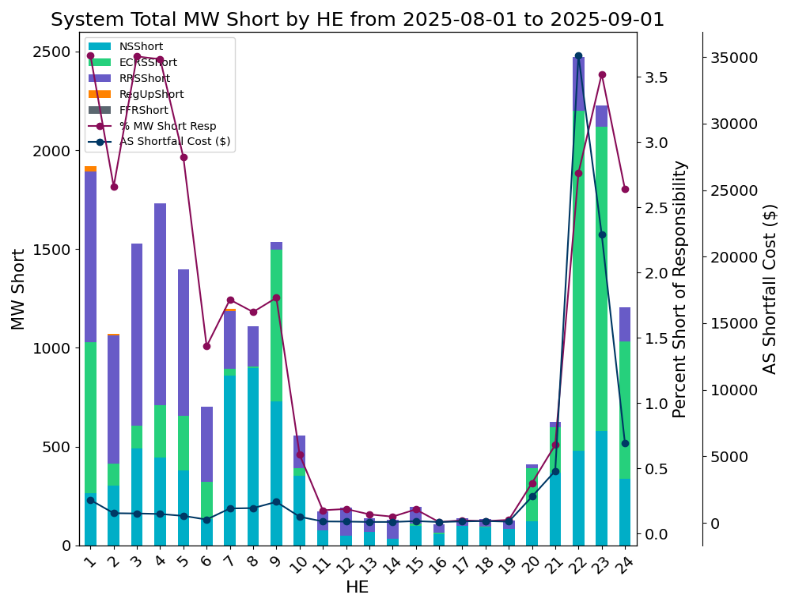 System Total MW Short by HE from 2025-08-01 to 2025-09-01
NSShort
ECRSShort
RRSShort
RegUpShort
FFRShort
% MW Short Resp
AS Shortfall Cost ($)
MW Short
2500
2000
1500
1000
500
0
3.5
3.0
2.5
2.0
1.5
1.0
0.5
0.0
Percent Short of Responsibility
35000
30000
25000
20000
15000
10000
5000
0
AS Shortfall Cost ($)
1 2 3 4 5 6 7 8 9 10 11 12 13 14 15 16 17 18 19 20 21 22 23 24
HE